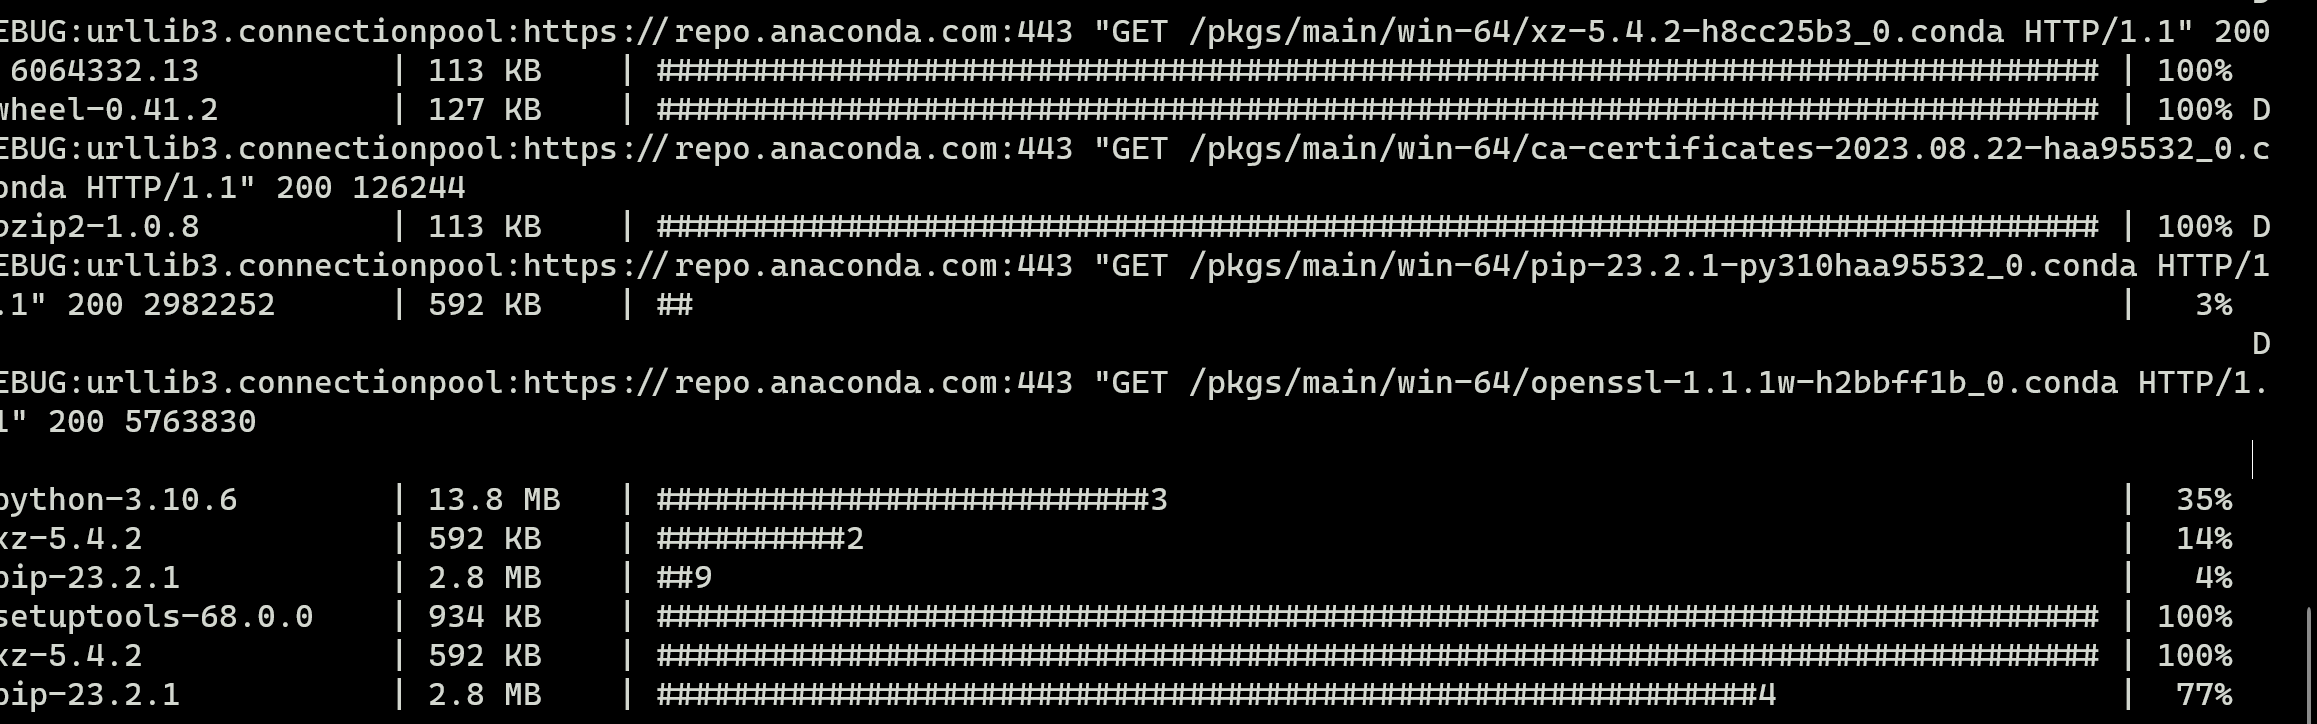 EBUG:urllib3.connectionpool:https://repo.anaconda.com:443 "GET /pkgs/main/win-64/xz-5.4.2-h8cc25b3_0.conda HTTP/1.1" 200
6064332.13 | 113 KB | ############################################################################ | 100%
wheel-0.41.2 | 127 KB | ############################################################################ | 100% D
EBUG:urllib3.connectionpool:https://repo.anaconda.com:443 "GET /pkgs/main/win-64/ca-certificates-2023.08.22-haa95532_0.c
onda HTTP/1.1" 200 126244
bzip2-1.0.8 | 113 KB | ############################################################################ | 100% D
EBUG:urllib3.connectionpool:https://repo.anaconda.com:443 "GET /pkgs/main/win-64/pip-23.2.1-py310haa95532_0.conda HTTP/1
.1" 200 2982252 | 592 KB | ## | 3%
D
EBUG:urllib3.connectionpool:https://repo.anaconda.com:443 "GET /pkgs/main/win-64/openssl-1.1.1w-h2bbff1b_0.conda HTTP/1.
1" 200 5763830
python-3.10.6 | 13.8 MB | ##########################3 | 35%
xz-5.4.2 | 592 KB | ##########2 | 14%
pip-23.2.1 | 2.8 MB | ##9 | 4%
setuptools-68.0.0 | 934 KB | ############################################################################ | 100%
xz-5.4.2 | 592 KB | ############################################################################ | 100%
pip-23.2.1 | 2.8 MB | ##########################################################4 | 77%